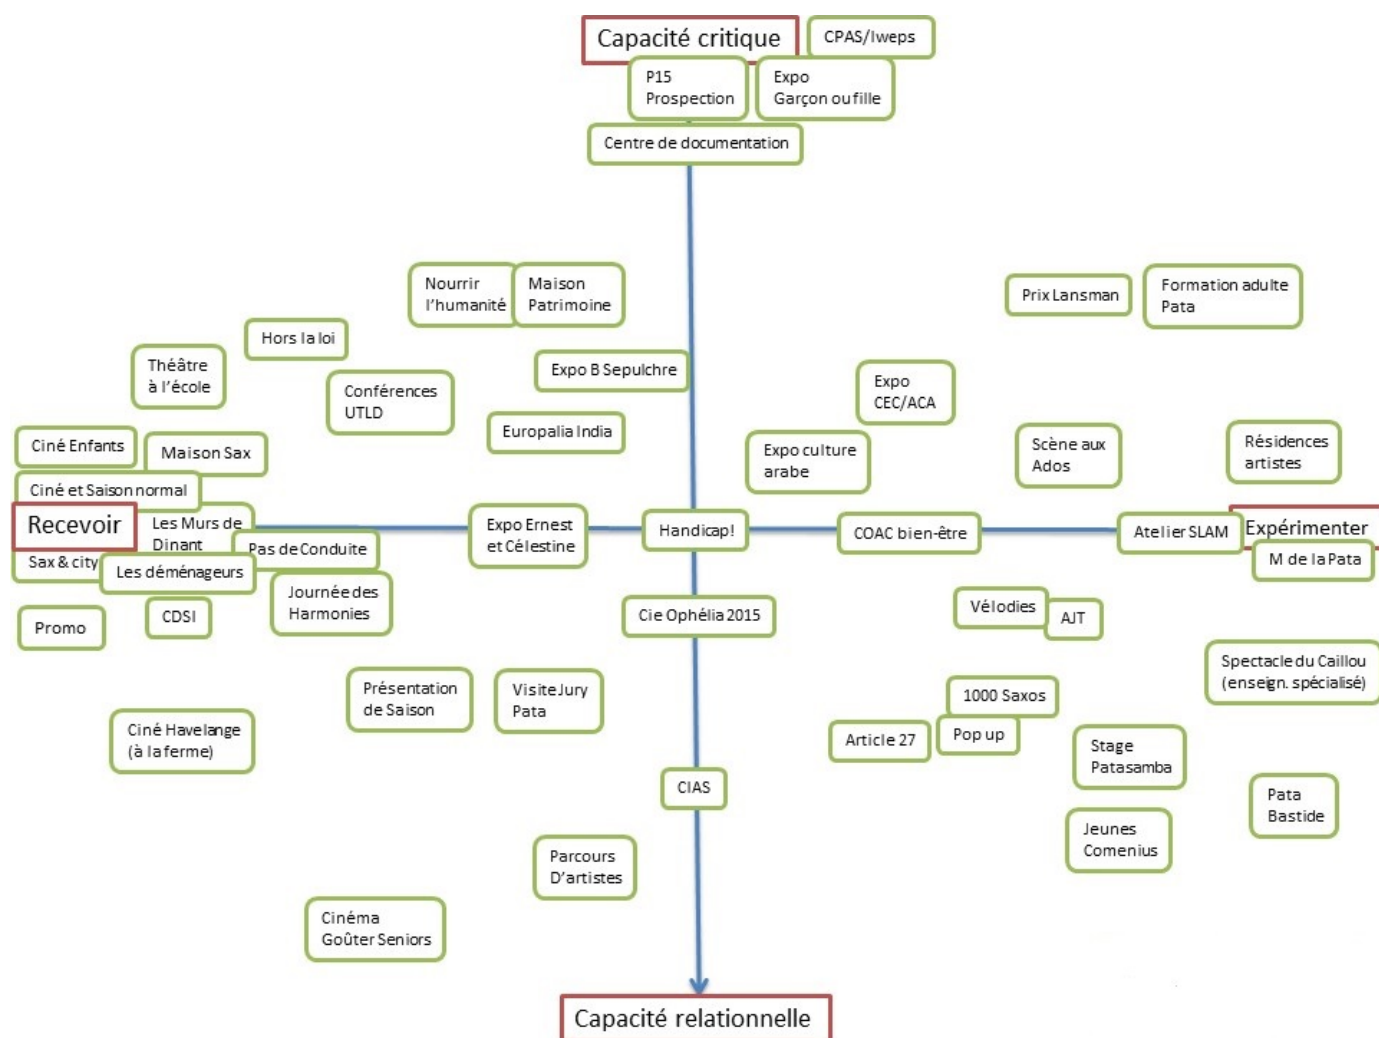 Capacité critique
CPAS/Iweps
P15
Prospection
Expo
Garçon ou fille
Centre de documentation
Nourrir
l'humanité
Maison
Patrimoine
Prix Lansman
Formation adulte
Pata
Hors la loi
Théâtre
à l'école
Conférences
UTLD
Expo B Sepulchre
Expo
CEC/ACA
Europalia India
Ciné Enfants
Maison Sax
Expo culture
arabe
Scène aux
Ados
Résidences
artistes
Ciné et Saison normal
Recevoir
Les Murs de
Dinant
Expo Ernest
et Célestine
Handicap!
COAC bien-être
Atelier SLAM
Expérimenter
Pas de Conduite
Sax & city
Les déménageurs
M de la Pata
Journée des
Harmonies
CDSI
Promo
Cie Ophélia 2015
Vélodies
AJT
Spectacle du Caillou
(enseign. spécialisé)
Présentation
de Saison
Visite Jury
Pata
1000 Saxos
Ciné Havelange
(à la ferme)
Article 27
Pop up
Stage
Patasamba
CIAS
Pata
Bastide
Jeunes
Comenius
Parcours
D'artistes
Cinéma
Goûter Seniors
Capacité relationnelle